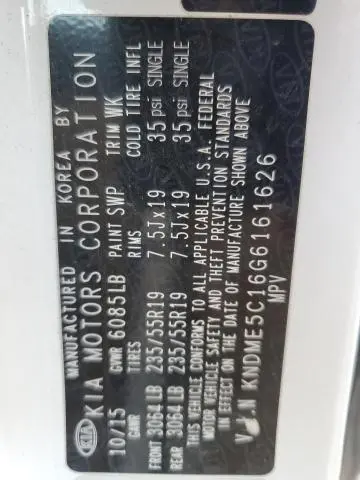 MANUFACTURED IN KOREA BY
KIA KIA MOTORS CORPORATION
10/15 GVWR 6085LB PAINT SWP TRIM WK
GAWR TIRES RIMS COLD TIRE INFL
FRONT 3064LB 235/55R19 7.5Jx19 35psi SINGLE
REAR 3064LB 235/55R19 7.5Jx19 35psi SINGLE
THIS VEHICLE CONFORMS TO ALL APPLICABLE U.S.A. FEDERAL
MOTOR VEHICLE SAFETY AND THEFT PREVENTION STANDARDS
IN EFFECT ON THE DATE OF MANUFACTURE SHOWN ABOVE
V.I.N KNDME5C16G6161626
MPV